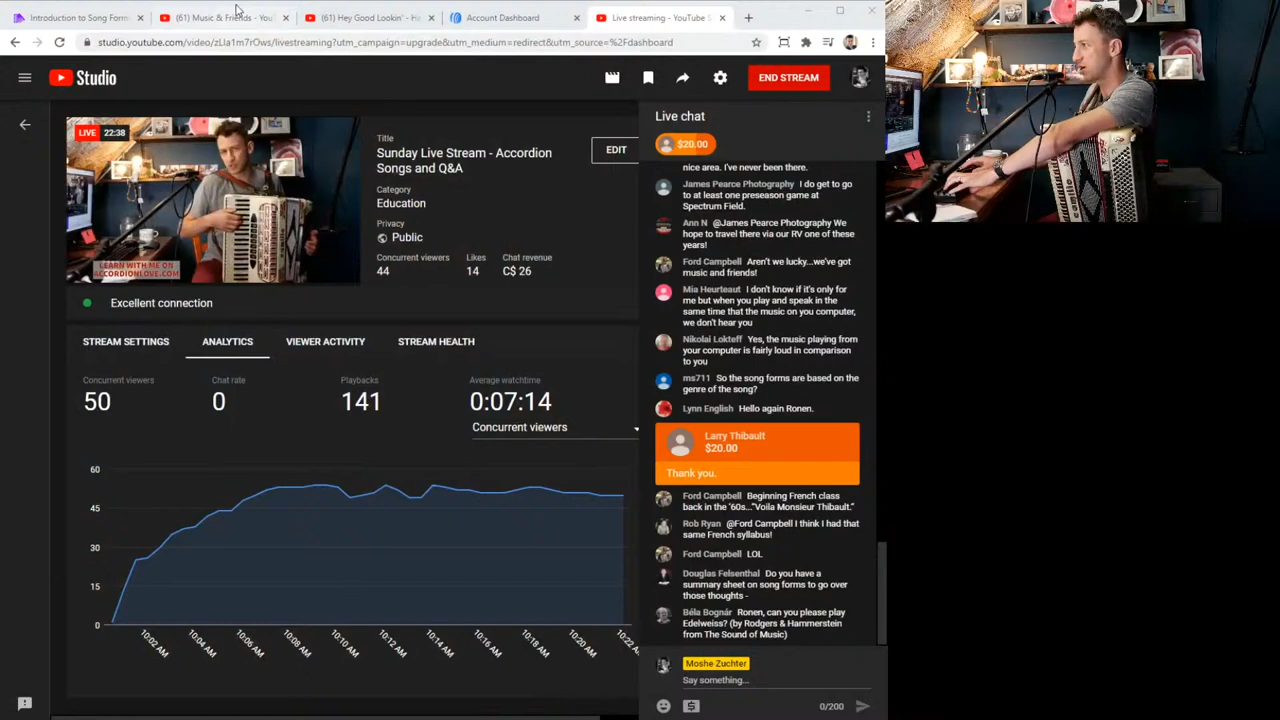 Introduction to Song Form
(61) Music & Friends - You
(61) Hey Good Lookin' - Ha
Account Dashboard
Live streaming - YouTube S
studio.youtube.com/video/zLla1m7rOws/livestreaming?utm_campaign=upgrade&utm_medium=redirect&utm_source=%2Fdashboard
Studio
END STREAM
LIVE 22:38
LEARN WITH ME ON
ACCORDIONLOVE.COM
Title
Sunday Live Stream - Accordion
Songs and Q&A
EDIT
Category
Education
Privacy
Public
Concurrent viewers Likes Chat revenue
44 14 C$ 26
Excellent connection
STREAM SETTINGS ANALYTICS VIEWER ACTIVITY STREAM HEALTH
Concurrent viewers Chat rate Playbacks Average watchtime
50 0 141 0:07:14
Concurrent viewers
60
45
30
15
0
10:02 AM 10:04 AM 10:06 AM 10:08 AM 10:10 AM 10:12 AM 10:14 AM 10:16 AM 10:18 AM 10:20 AM 10:22 A
Live chat
$20.00
nice area. I've never been there.
James Pearce Photography I do get to go
to at least one preseason game at
Spectrum Field.
Ann N @James Pearce Photography We
hope to travel there via our RV one of these
years!
Ford Campbell Aren't we lucky...we've got
music and friends!
Mia Heurteaut I don't know if it's only for
me but when you play and speak in the
same time that the music on you computer,
we don't hear you
Nikolai Lokteff Yes, the music playing from
your computer is fairly loud in comparison
to you
ms711 So the song forms are based on the
genre of the song?
Lynn English Hello again Ronen.
Larry Thibault
$20.00
Thank you.
Ford Campbell Beginning French class
back in the '60s..."Voila Monsieur Thibault."
Rob Ryan @Ford Campbell I think I had that
same French syllabus!
Ford Campbell LOL
Douglas Felsenthal Do you have a
summary sheet on song forms to go over
those thoughts -
Béla Bognár Ronen, can you please play
Edelweiss? (by Rodgers & Hammerstein
from The Sound of Music)
Moshe Zuchter
Say something...
0/200